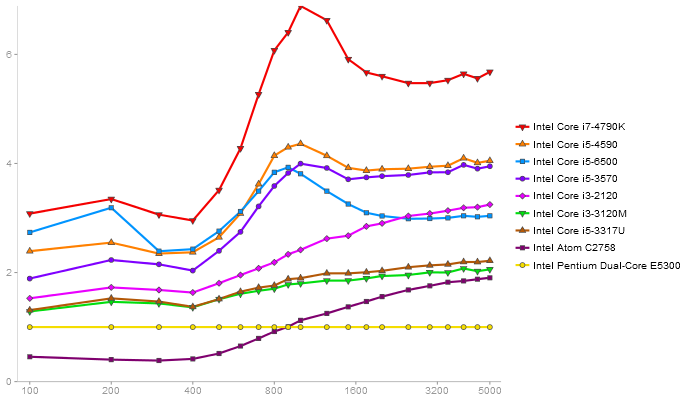 6
4
2
0
100
200
400
800
1600
3200
5000
Intel Core i7-4790K
Intel Core i5-4590
Intel Core i5-6500
Intel Core i5-3570
Intel Core i3-2120
Intel Core i3-3120M
Intel Core i5-3317U
Intel Atom C2758
Intel Pentium Dual-Core E5300